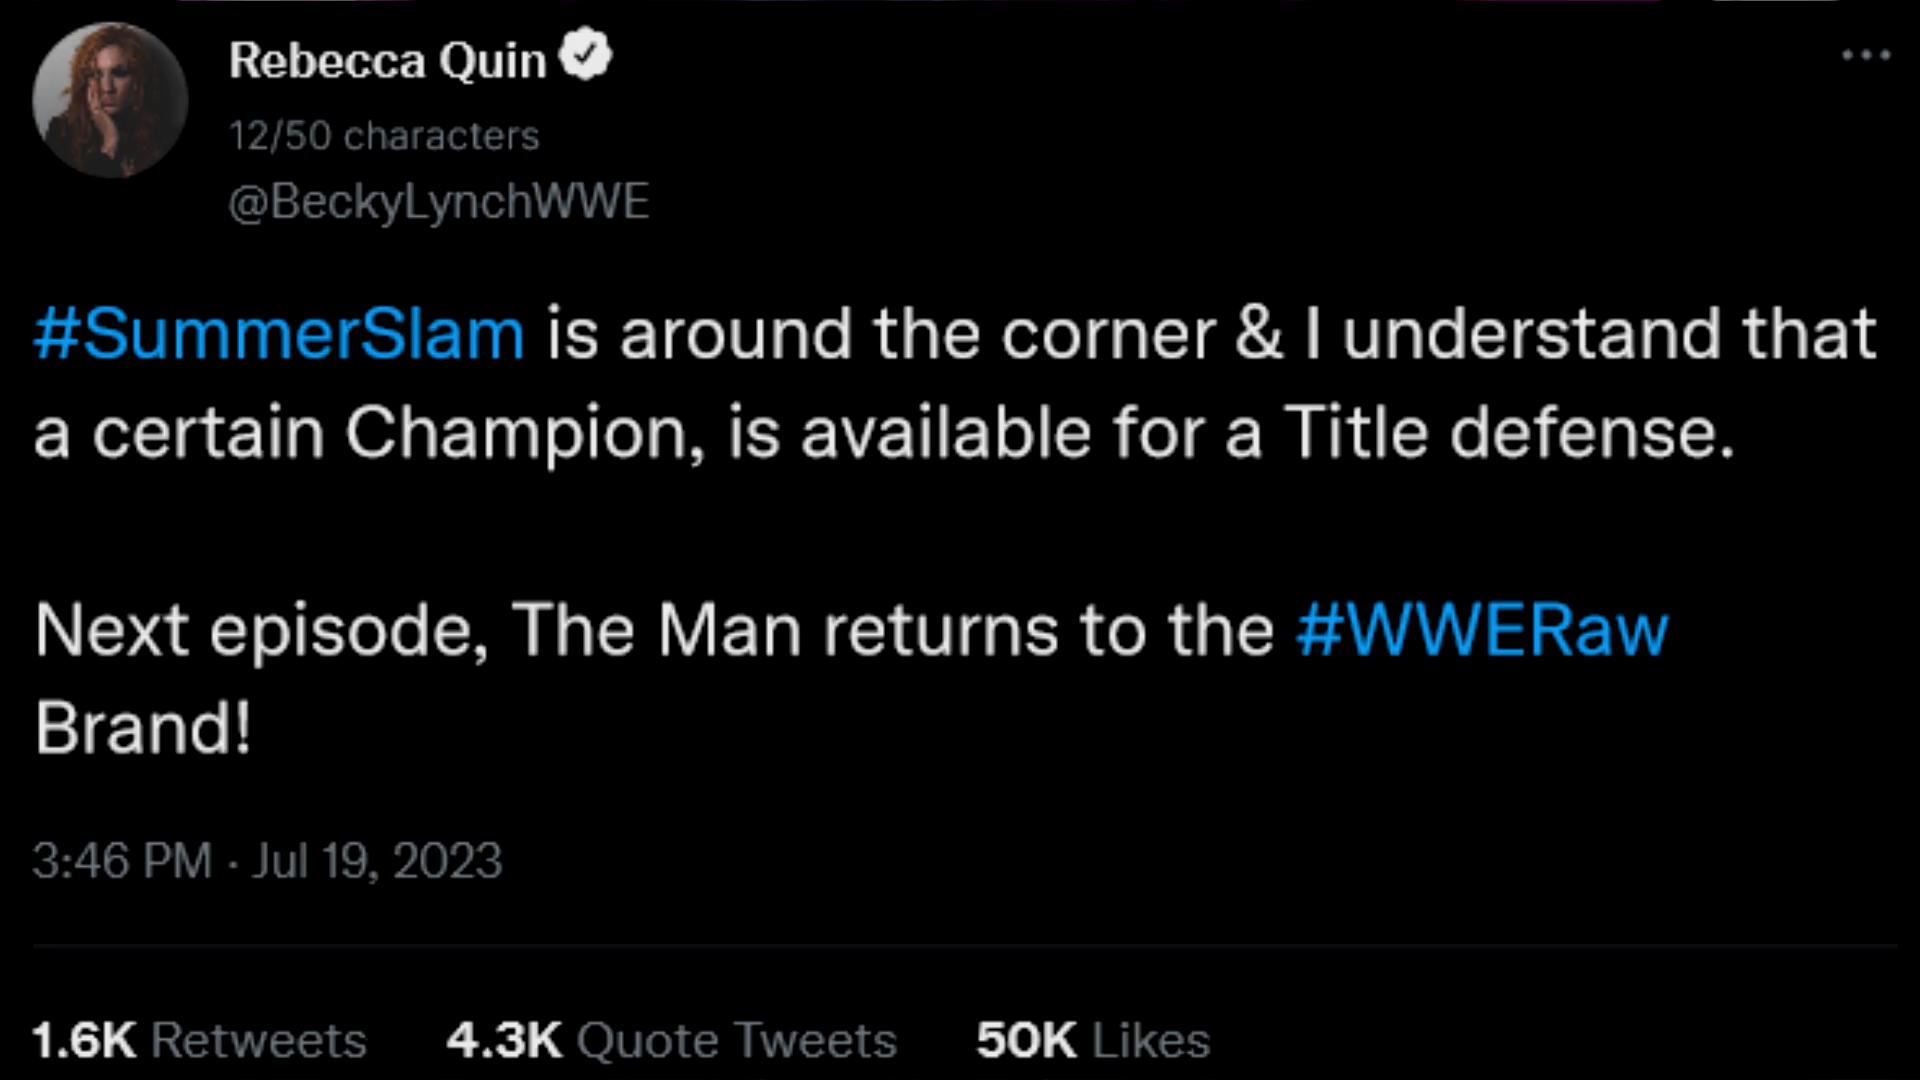 Rebecca Quin
12/50 characters
@BeckyLynchWWE
#SummerSlam is around the corner & I understand that
a certain Champion, is available for a Title defense.
Next episode, The Man returns to the #WWERaw
Brand!
3:46 PM · Jul 19, 2023
1.6K Retweets 4.3K Quote Tweets 50K Likes